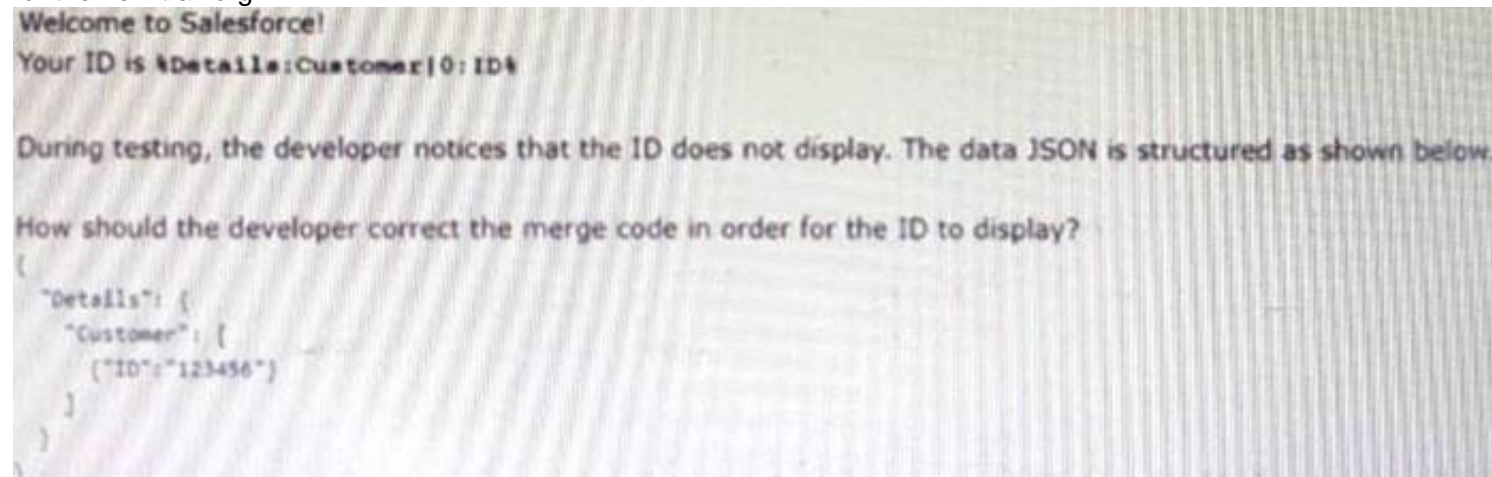 Welcome to Salesforce!
Your ID is %Details:Customer|0:ID%
During testing, the developer notices that the ID does not display. The data JSON is structured as shown below.
How should the developer correct the merge code in order for the ID to display?
{
"Details": {
"Customer": [
{"ID":"123456"}
]
}
}